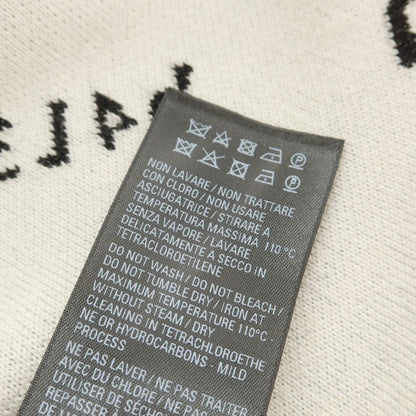 EJAC
NON LAVARE / NON TRATTARE
CON CLORO / NON USARE
ASCIUGATRICE / STIRARE A
TEMPERATURA MASSIMA 110 °C
SENZA VAPORE / LAVARE
DELICATAMENTE A SECCO IN
TETRACLOROETILENE
DO NOT WASH / DO NOT BLEACH /
DO NOT TUMBLE DRY / IRON AT
MAXIMUM TEMPERATURE 110°C
WITHOUT STEAM / DRY
CLEANING IN TETRACHLOROETHE
NE OR HYDROCARBONS - MILD
PROCESS
NE PAS LAVER / NE PAS TRAITER
AVEC DU CHLORE / NE PAS
UTILISER DE SÉCHO
REPASSER